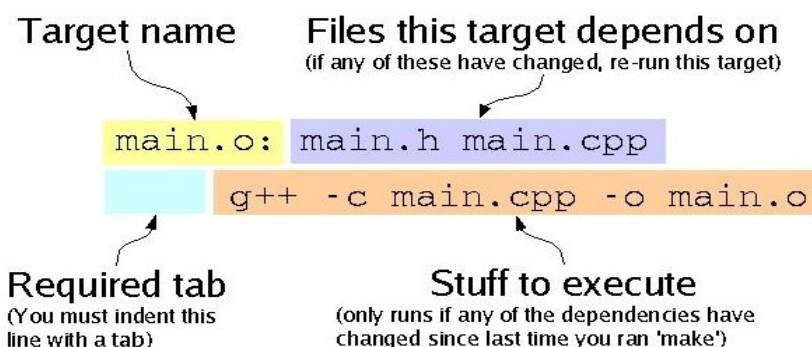 Target name
Files this target depends on
(if any of these have changed, re-run this target)
main.o: main.h main.cpp
g++ -c main.cpp -o main.o
Required tab
(You must indent this
line with a tab)
Stuff to execute
(only runs if any of the dependencies have
changed since last time you ran 'make')